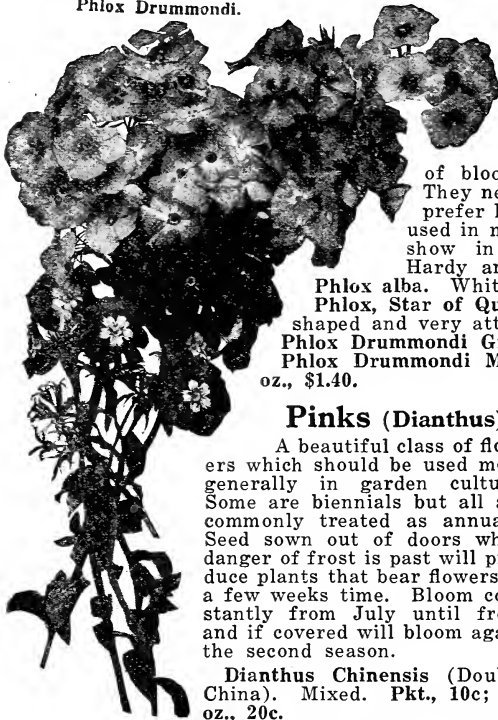 Phlox Drummondi.
of bloo
They ne
prefer l
used in m
show in
Hardy an
Phlox alba. Whit
Phlox, Star of Qu
shaped and very att
Phlox Drummondi G
Phlox Drummondi M
oz., $1.40.
Pinks (Dianthus)
A beautiful class of flo
ers which should be used mo
generally in garden cultu
Some are biennials but all a
commonly treated as annua
Seed sown out of doors wh
danger of frost is past will p
duce plants that bear flowers
a few weeks time. Bloom co
stantly from July until fr
and if covered will bloom aga
the second season.
Dianthus Chinensis (Dou
China). Mixed. Pkt., 10c;
oz., 20c.